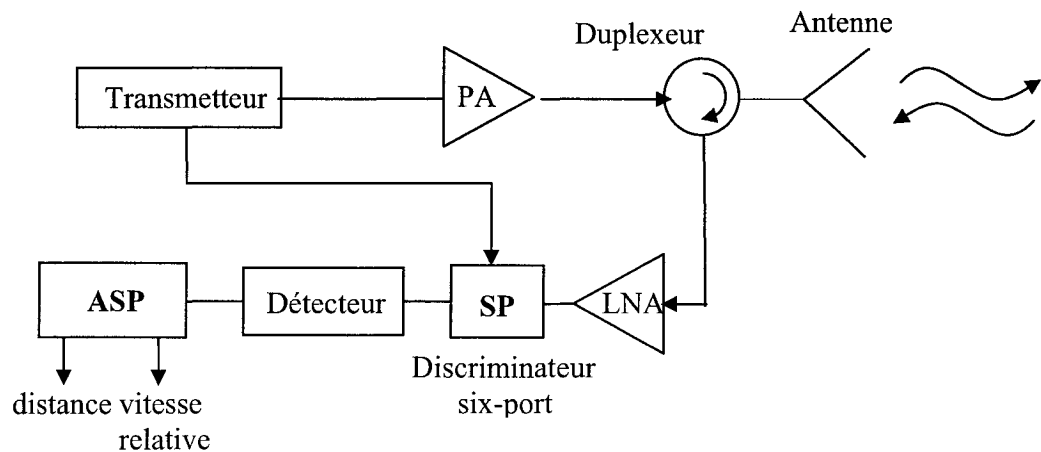 Duplexeur
Antenne
Transmetteur
PA
ASP
Détecteur
SP
LNA
Discriminateur
six-port
distance vitesse
relative